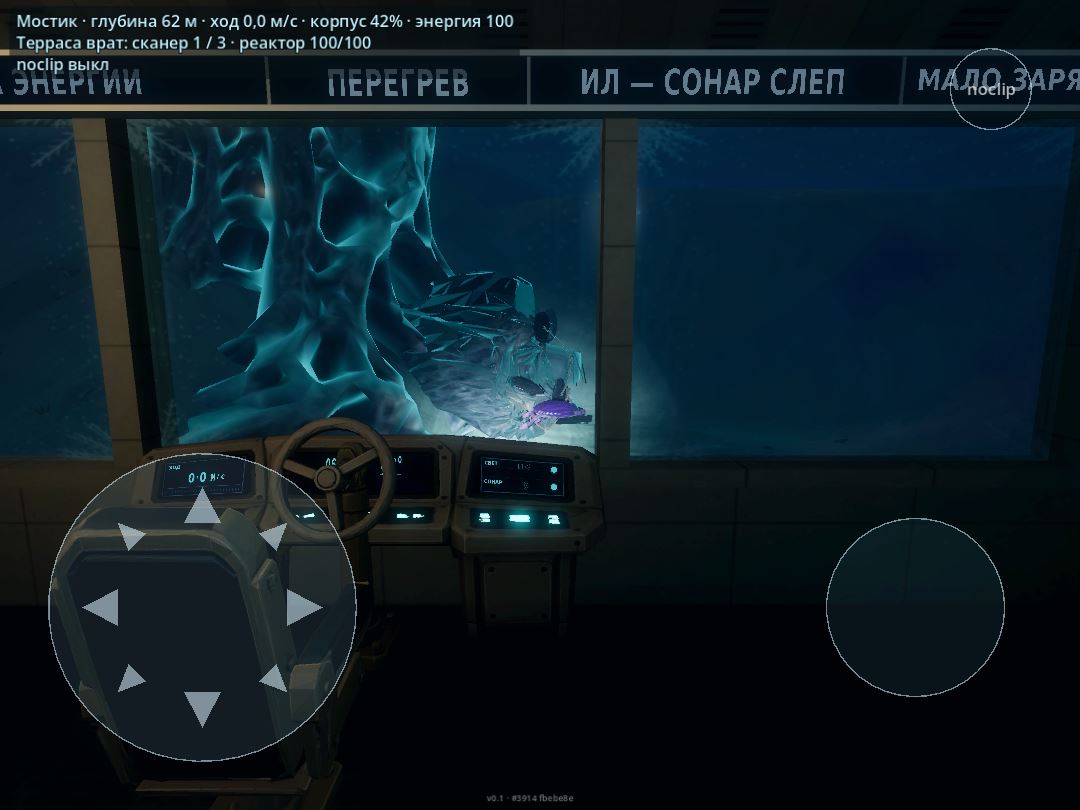 Мостик · глубина 62 м · ход 0,0 м/с · корпус 42% · энергия 100
Терраса врат: сканер 1 / 3 · реактор 100/100
noclip выкл
ЭНЕРГИИ
ПЕРЕГРЕВ
ИЛ — СОНАР СЛЕП
МАЛО ЗАРЯ
noclip
ХОД
0·0 М/с
СВЕТ
СОНАР
v0.1 · #3914 fbebe8e